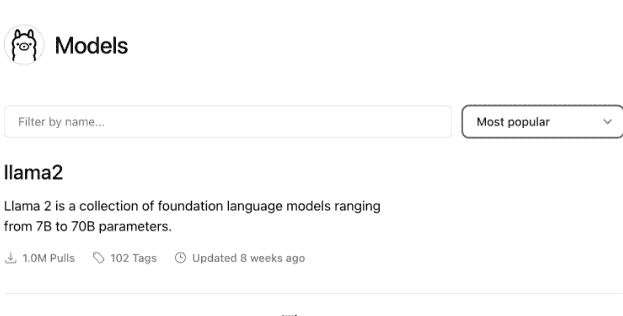 Models
Filter by name...
Most popular
llama2
Llama 2 is a collection of foundation language models ranging
from 7B to 70B parameters.
1.0M Pulls 102 Tags Updated 8 weeks ago